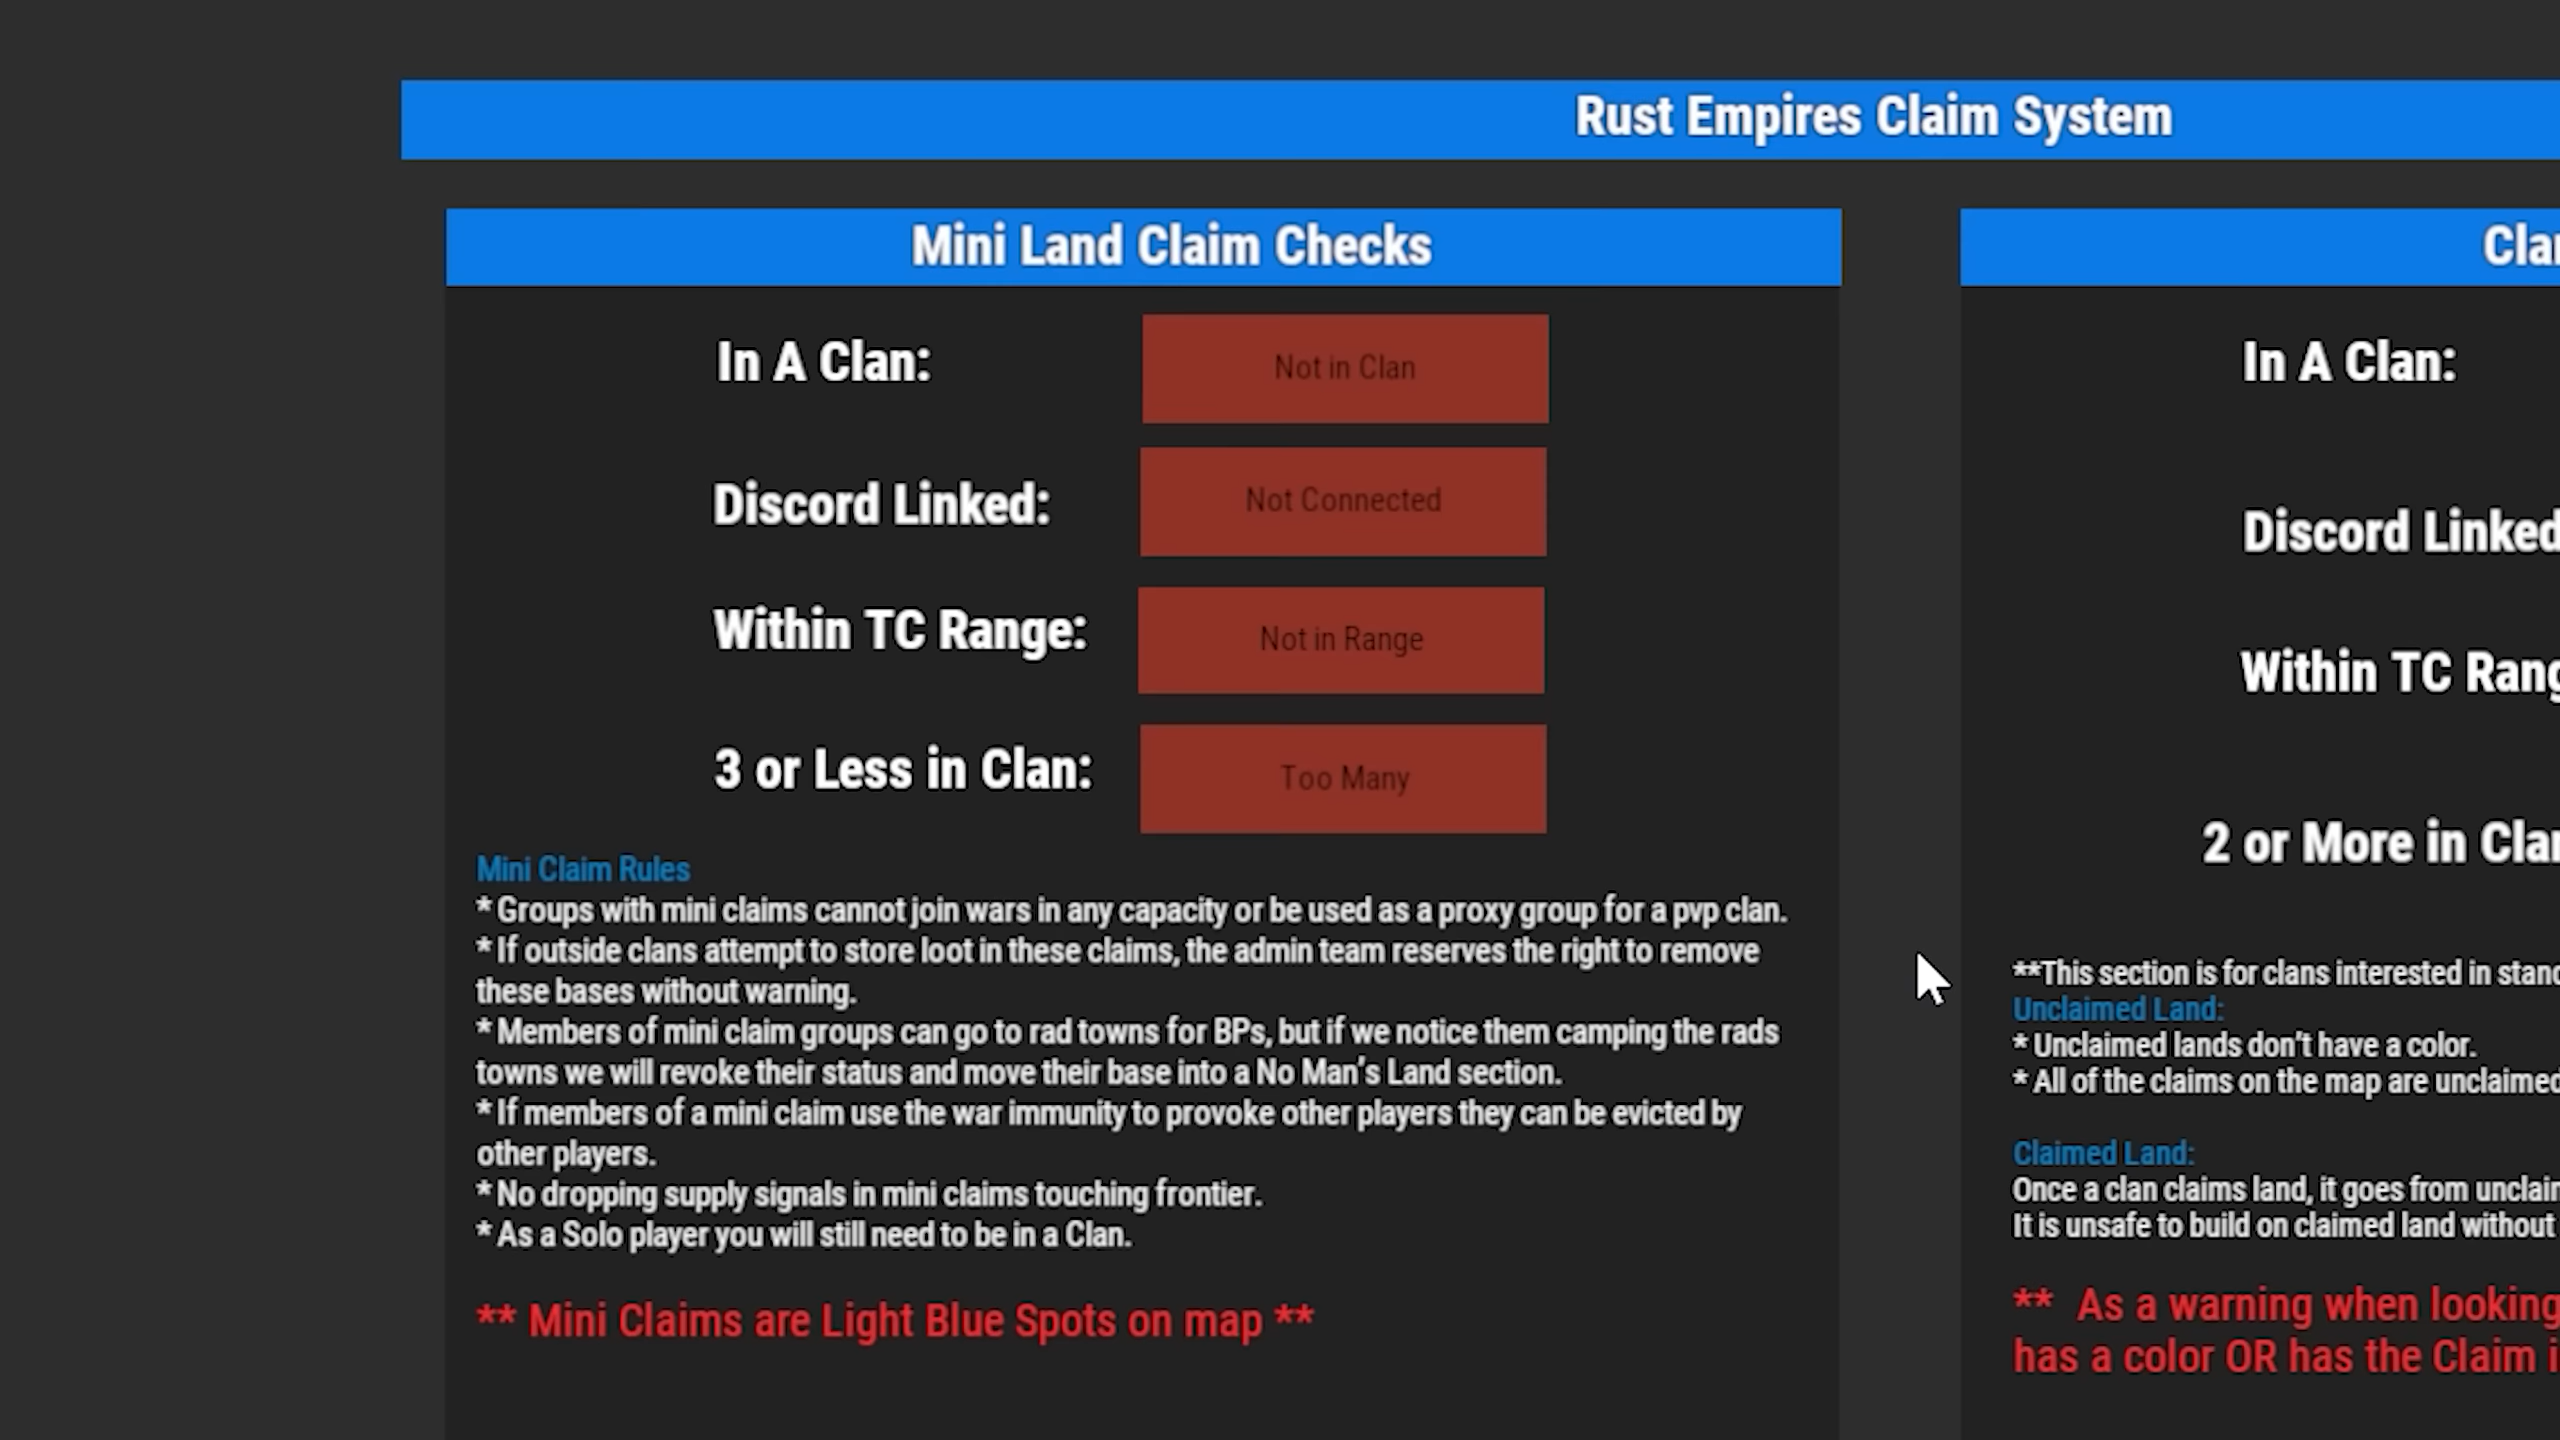 Rust Empires Claim System
Mini Land Claim Checks
In A Clan:
Not in Clan
Discord Linked:
Not Connected
Within TC Range:
Not in Range
3 or Less in Clan:
Too Many
Mini Claim Rules
* Groups with mini claims cannot join wars in any capacity or be used as a proxy group for a pvp clan.
* If outside clans attempt to store loot in these claims, the admin team reserves the right to remove
these bases without warning.
* Members of mini claim groups can go to rad towns for BPs, but if we notice them camping the rads
towns we will revoke their status and move their base into a No Man's Land section.
* If members of a mini claim use the war immunity to provoke other players they can be evicted by
other players.
* No dropping supply signals in mini claims touching frontier.
* As a Solo player you will still need to be in a Clan.
** Mini Claims are Light Blue Spots on map **
In A Clan:
Discord Linked
Within TC
2 or More in
**This section is for clans interested in
Unclaimed Land:
* Unclaimed lands don't have a color.
* All of the claims on the map are unclaimed
Claimed Land:
Once a clan claims land, it goes from
It is unsafe to build on claimed land without
** As a warning when looking
has a color OR has the Claim